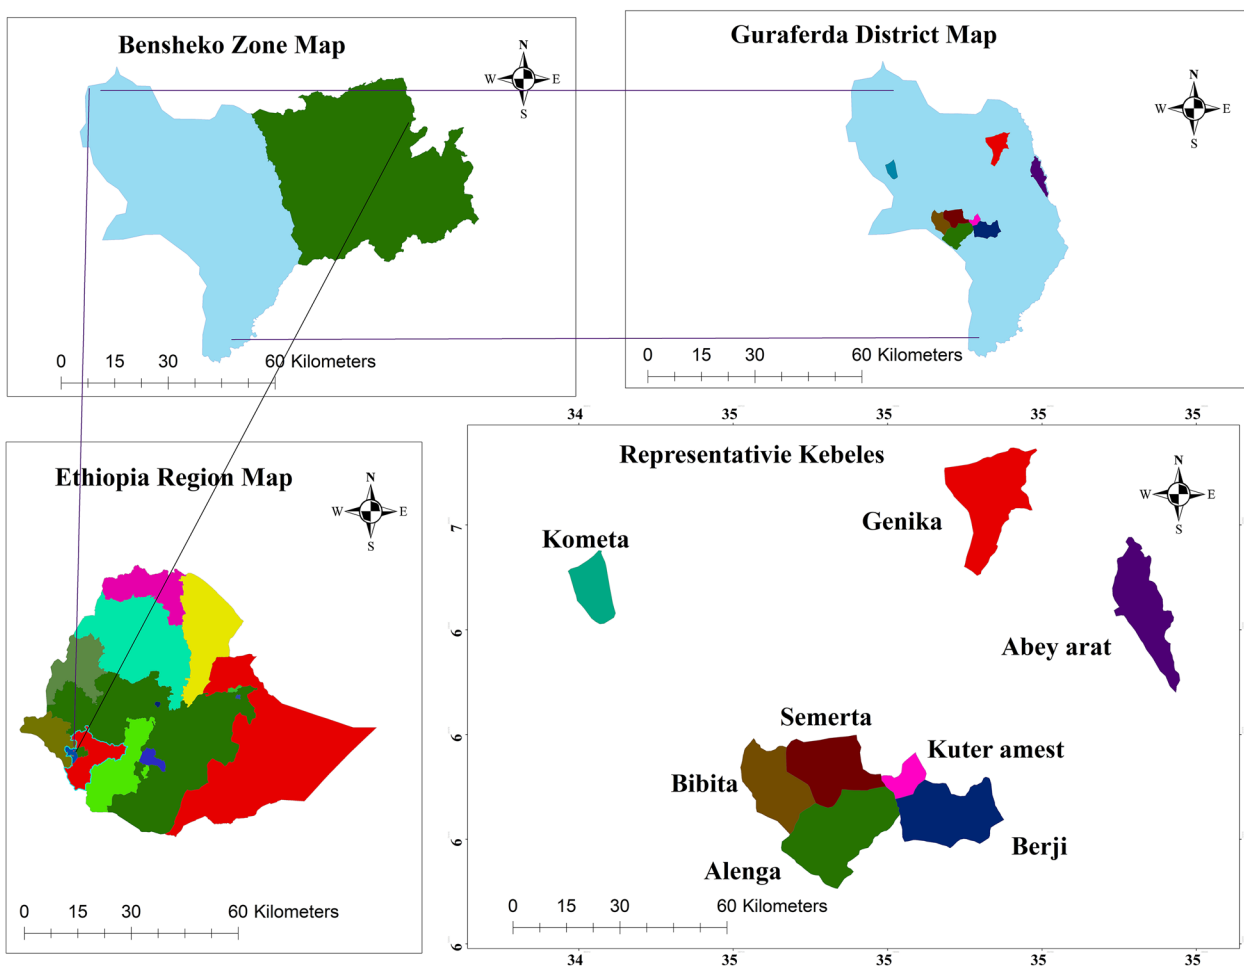 Bensheko Zone Map
N
W E
S
0 15 30 60 Kilometers
Guraferda District Map
N
W E
S
0 15 30 60 Kilometers
Ethiopia Region Map
N
W E
S
0 15 30 60 Kilometers
34 35 35 35 35
Representativie Kebeles
N
W E
S
Genika
7
Kometa
6
Abey arat
Semerta
6
Kuter amest
Bibita
6
Berji
Alenga
0 15 30 60 Kilometers
6
34 35 35 35 35